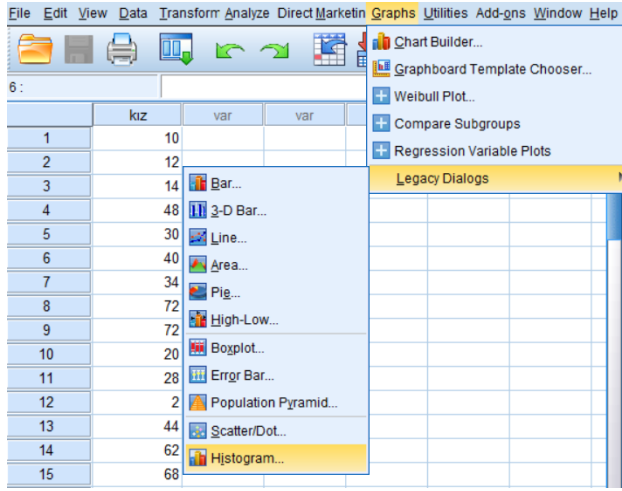 File Edit View Data Transform Analyze Direct Marketin Graphs Utilities Add-ons Window Help
Chart Builder...
Graphboard Template Chooser...
6 :
Weibull Plot...
kız var var
Compare Subgroups
1 10
Regression Variable Plots
2 12
Legacy Dialogs
3 14
Bar...
4 48
3-D Bar...
5 30
Line...
6 40
Area...
7 34
Pie...
8 72
High-Low...
9 72
10 20
Boxplot...
11 28
Error Bar...
12 2
Population Pyramid...
13 44
Scatter/Dot...
14 62
Histogram...
15 68